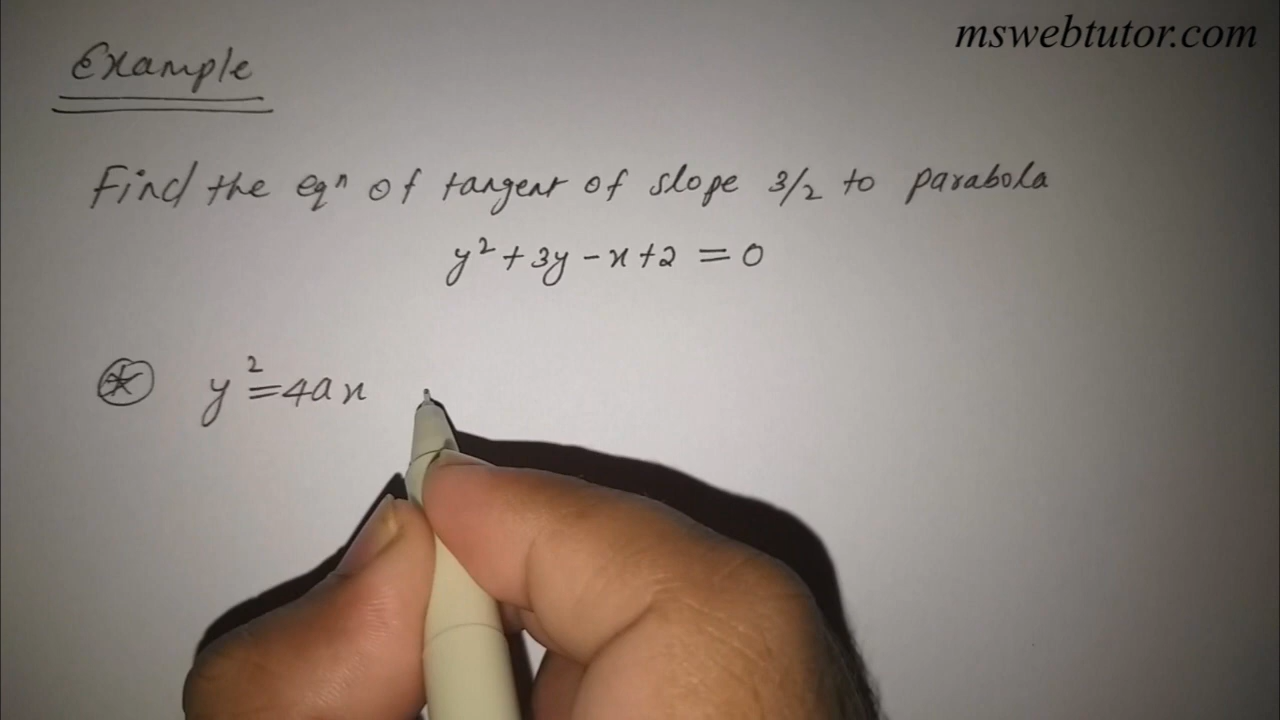 mswebtutor.com
Example
Find the eqⁿ of tangent of slope 3/2 to parabola
y² + 3y - x + 2 = 0
y² = 4ax